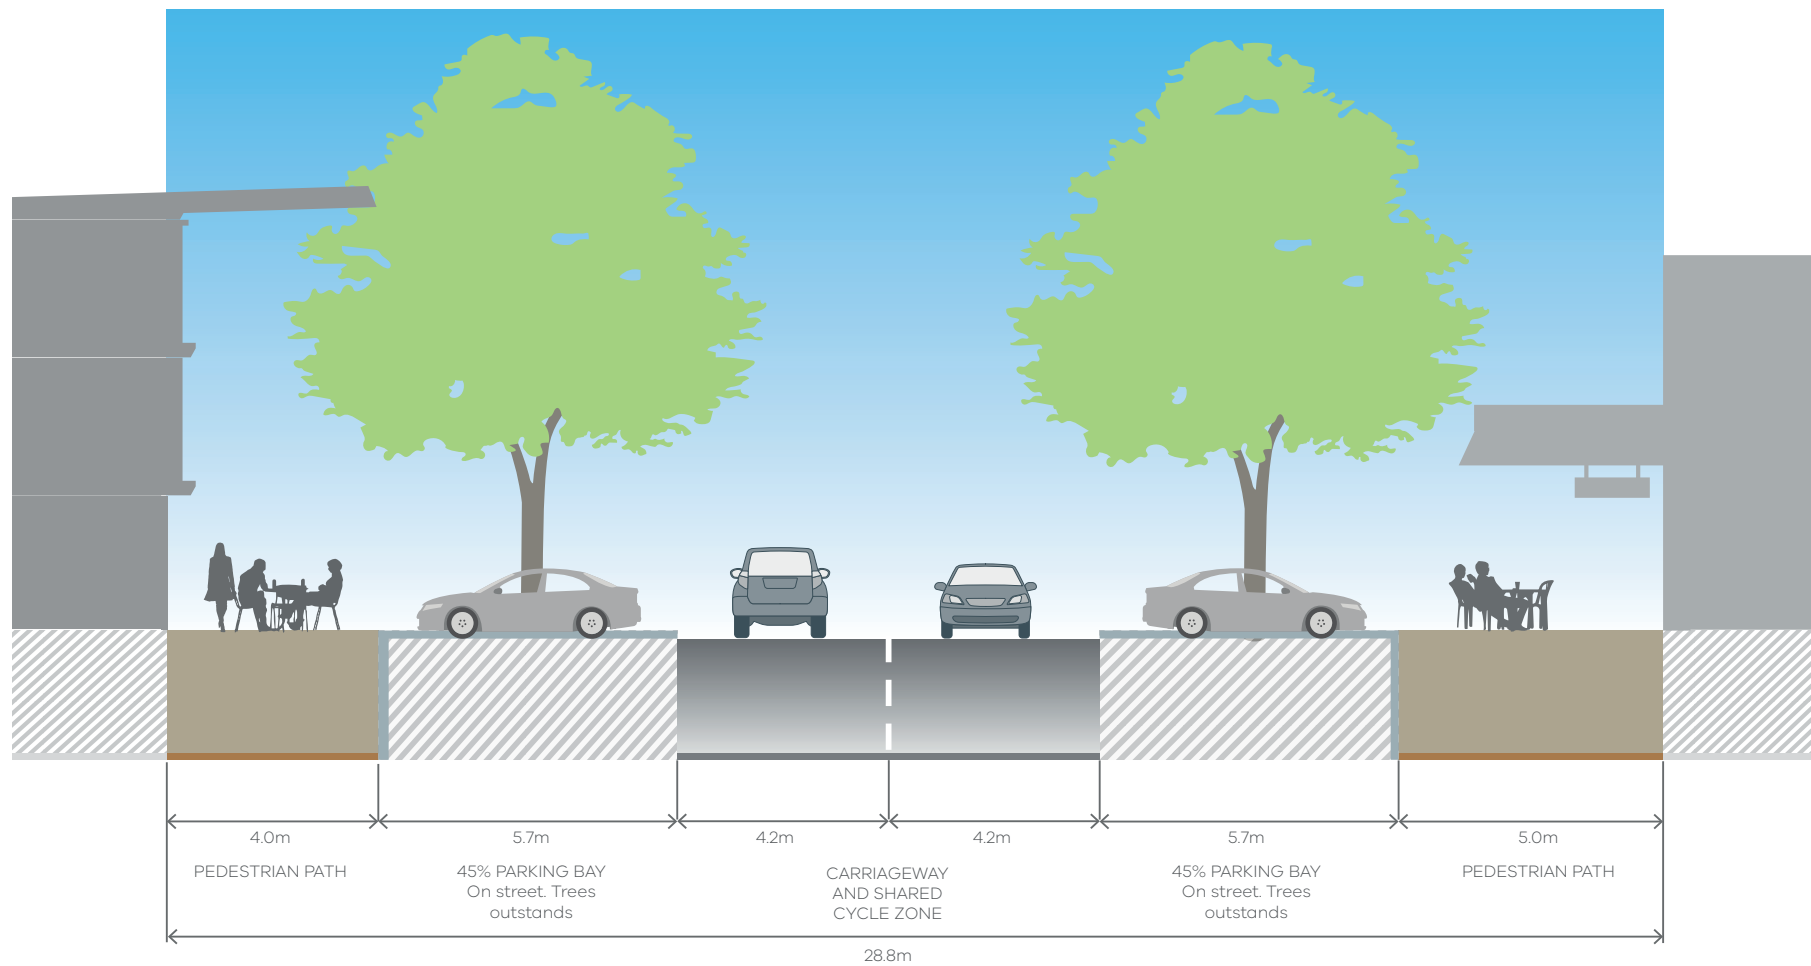 4.0m
5.7m
4.2m
4.2m
5.7m
5.0m
PEDESTRIAN PATH
45% PARKING BAY
On street. Trees
outstands
CARRIAGEWAY
AND SHARED
CYCLE ZONE
45% PARKING BAY
On street. Trees
outstands
PEDESTRIAN PATH
28.8m